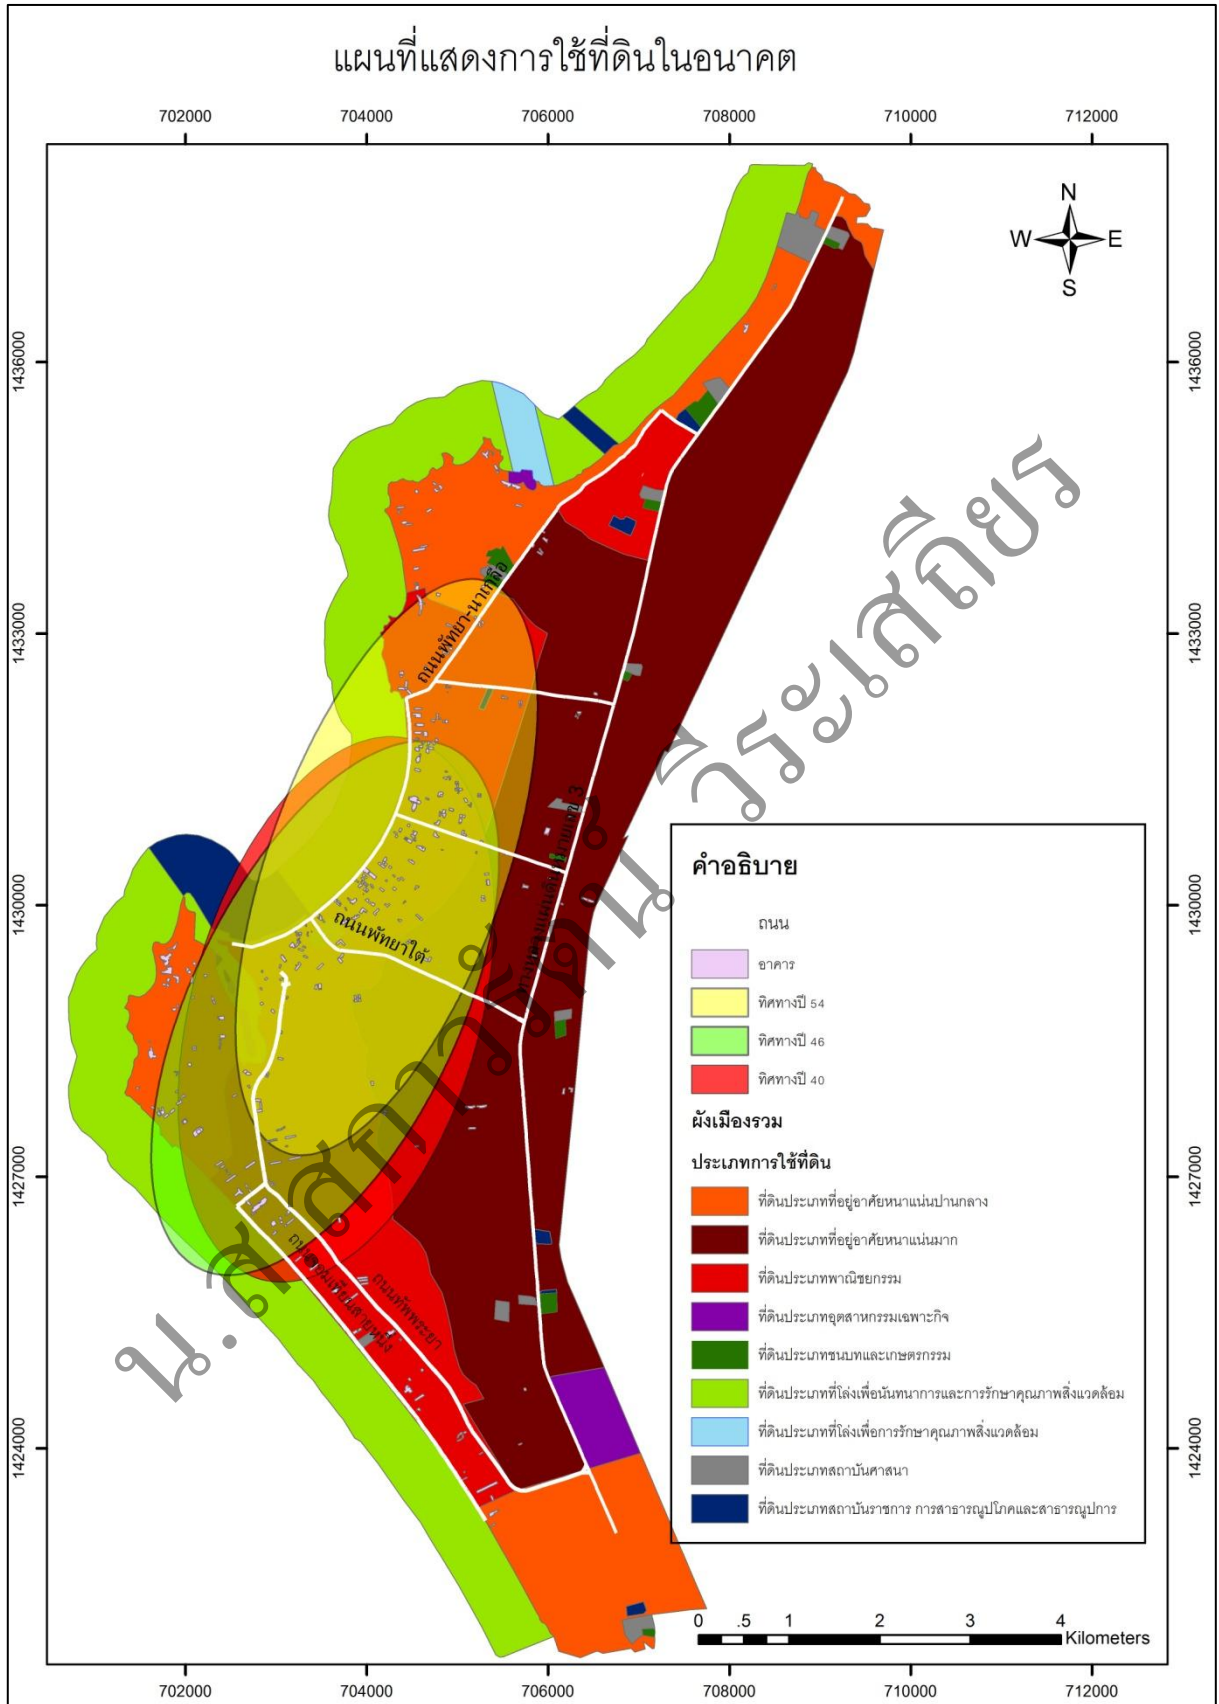 แผนที่แสดงการใช้ที่ดินในอนาคต
702000 704000 706000 708000 710000 712000
N
W E
S
1436000 1436000
1433000 1433000
1430000 1430000
1427000 1427000
1424000 1424000
ถนนพัทยา-นาเกลือ
ถนนพัทยาใต้
ถนนทัพพระยา
น.ส.
วีระเสถียร
คำอธิบาย
ถนน
อาคาร
ทิศทางปี 54
ทิศทางปี 46
ทิศทางปี 40
ผังเมืองรวม
ประเภทการใช้ที่ดิน
ที่ดินประเภทที่อยู่อาศัยหนาแน่นปานกลาง
ที่ดินประเภทที่อยู่อาศัยหนาแน่นมาก
ที่ดินประเภทพาณิชยกรรม
ที่ดินประเภทอุตสาหกรรมเฉพาะกิจ
ที่ดินประเภทชนบทและเกษตรกรรม
ที่ดินประเภทที่โล่งเพื่อนันทนาการและการรักษาคุณภาพสิ่งแวดล้อม
ที่ดินประเภทที่โล่งเพื่อการรักษาคุณภาพสิ่งแวดล้อม
ที่ดินประเภทสถาบันศาสนา
ที่ดินประเภทสถาบันราชการ การสาธารณูปโภคและสาธารณูปการ
0 .5 1 2 3 4
Kilometers
702000 704000 706000 708000 710000 712000